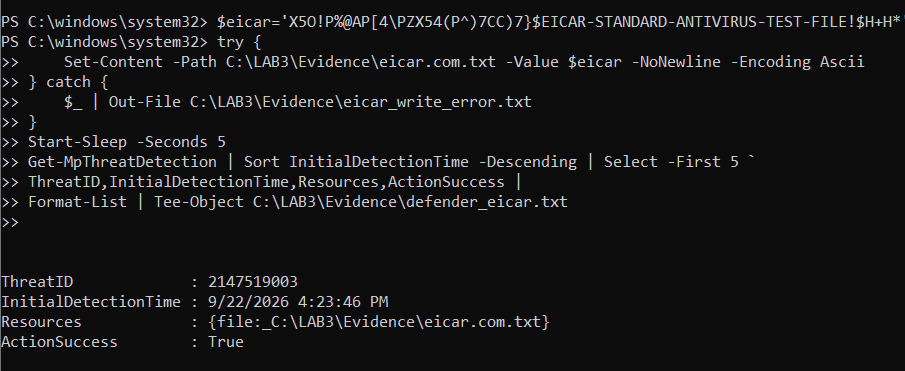 PS C:\windows\system32> $eicar='X5O!P%@AP[4\PZX54(P^)7CC)7}$EICAR-STANDARD-ANTIVIRUS-TEST-FILE!$H+H*'
PS C:\windows\system32> try {
>>     Set-Content -Path C:\LAB3\Evidence\eicar.com.txt -Value $eicar -NoNewline -Encoding Ascii
>> } catch {
>>     $_ | Out-File C:\LAB3\Evidence\eicar_write_error.txt
>> }
>> Start-Sleep -Seconds 5
>> Get-MpThreatDetection | Sort InitialDetectionTime -Descending | Select -First 5 `
>> ThreatID,InitialDetectionTime,Resources,ActionSuccess |
>> Format-List | Tee-Object C:\LAB3\Evidence\defender_eicar.txt
>>
ThreatID             : 2147519003
InitialDetectionTime : 9/22/2026 4:23:46 PM
Resources            : {file:_C:\LAB3\Evidence\eicar.com.txt}
ActionSuccess        : True